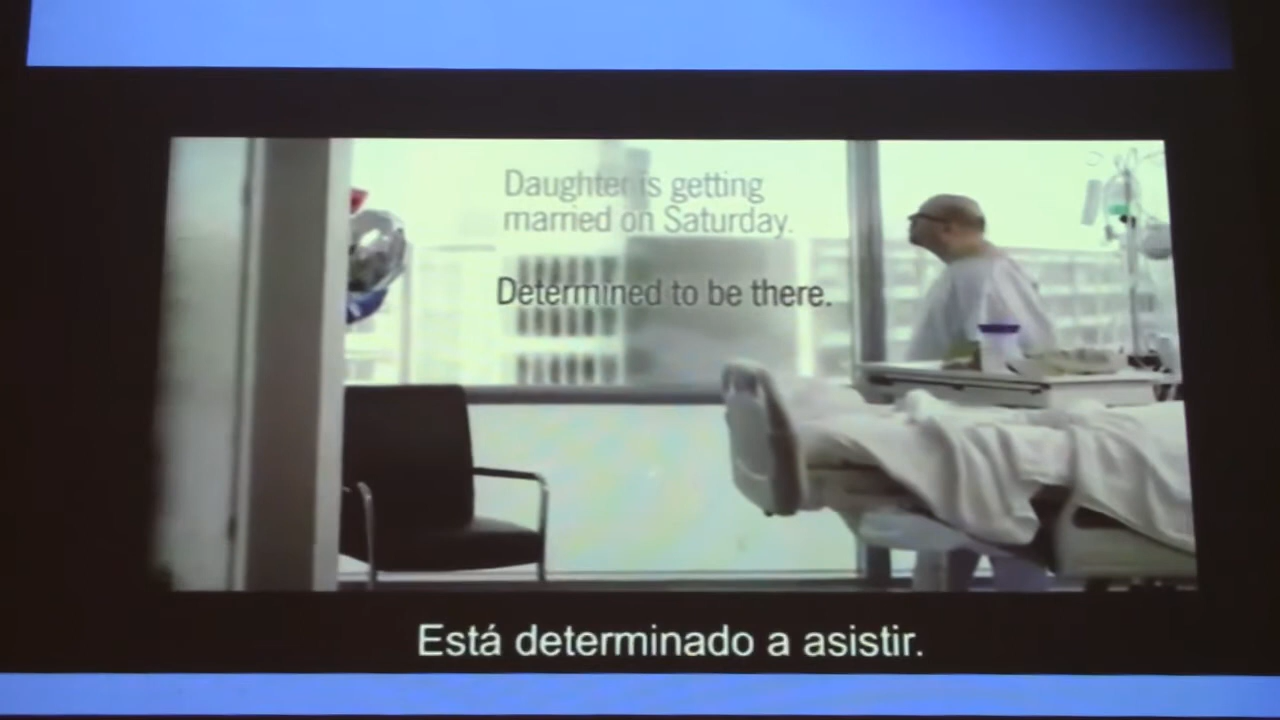 Daughter is getting
married on Saturday.
Determined to be there.
Está determinado a asistir.